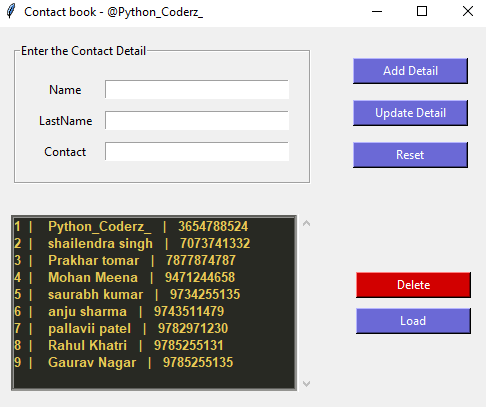 Contact book - @Python_Coderz_
Enter the Contact Detail
Name
LastName
Contact
Add Detail
Update Detail
Reset
1 | Python_Coderz_ | 3654788524
2 | shailendra singh | 7073741332
3 | Prakhar tomar | 7877874787
4 | Mohan Meena | 9471244658
5 | saurabh kumar | 9734255135
6 | anju sharma | 9743511479
7 | pallavii patel | 9782971230
8 | Rahul Khatri | 9785255131
9 | Gaurav Nagar | 9785255135
Delete
Load